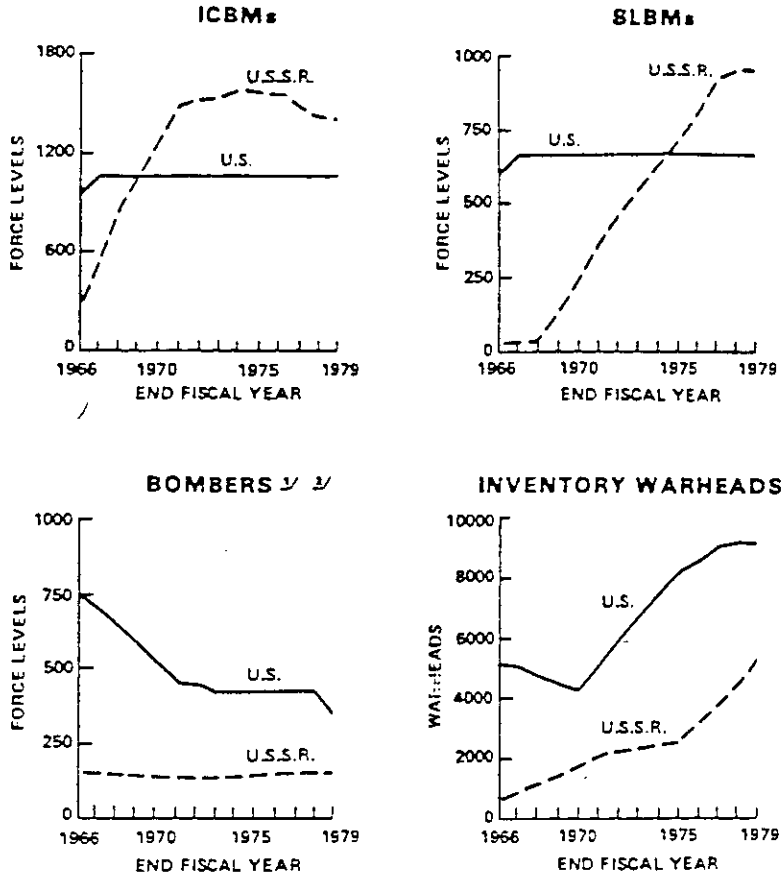 ICBMs
1800
1200
600
0
FORCE LEVELS
U.S.S.R.
U.S.
1966 1970 1975 1979
END FISCAL YEAR
SLBMs
1000
750
500
250
0
FORCE LEVELS
U.S.S.R.
U.S.
1966 1970 1975 1979
END FISCAL YEAR
BOMBERS
1000
750
500
250
0
FORCE LEVELS
U.S.
U.S.S.R.
1966 1970 1975 1979
END FISCAL YEAR
INVENTORY WARHEADS
10000
8000
6000
4000
2000
0
WARHEADS
U.S.
U.S.S.R.
1966 1970 1975 1979
END FISCAL YEAR